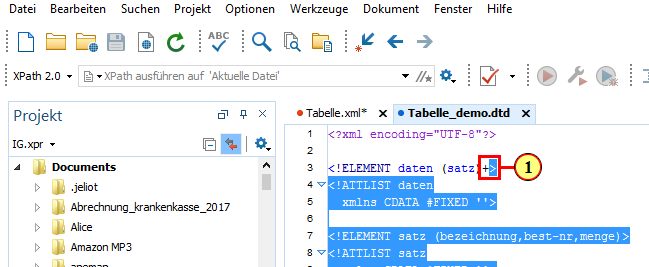 Datei Bearbeiten Suchen Projekt Optionen Werkzeuge Dokument Fenster Hilfe
ABC
XPath 2.0 XPath ausführen auf 'Aktuelle Datei'
Projekt
IG.xpr
Documents
.jeliot
Abrechnung_krankenkasse_2017
Alice
Amazon MP3
Tabelle.xml* Tabelle_demo.dtd
1 <?xml encoding="UTF-8"?>
2
3 <!ELEMENT daten (satz)+>
1
4 <!ATTLIST daten
5 xmlns CDATA #FIXED ''>
6
7 <!ELEMENT satz (bezeichnung,best-nr,menge)>
8 <!ATTLIST satz